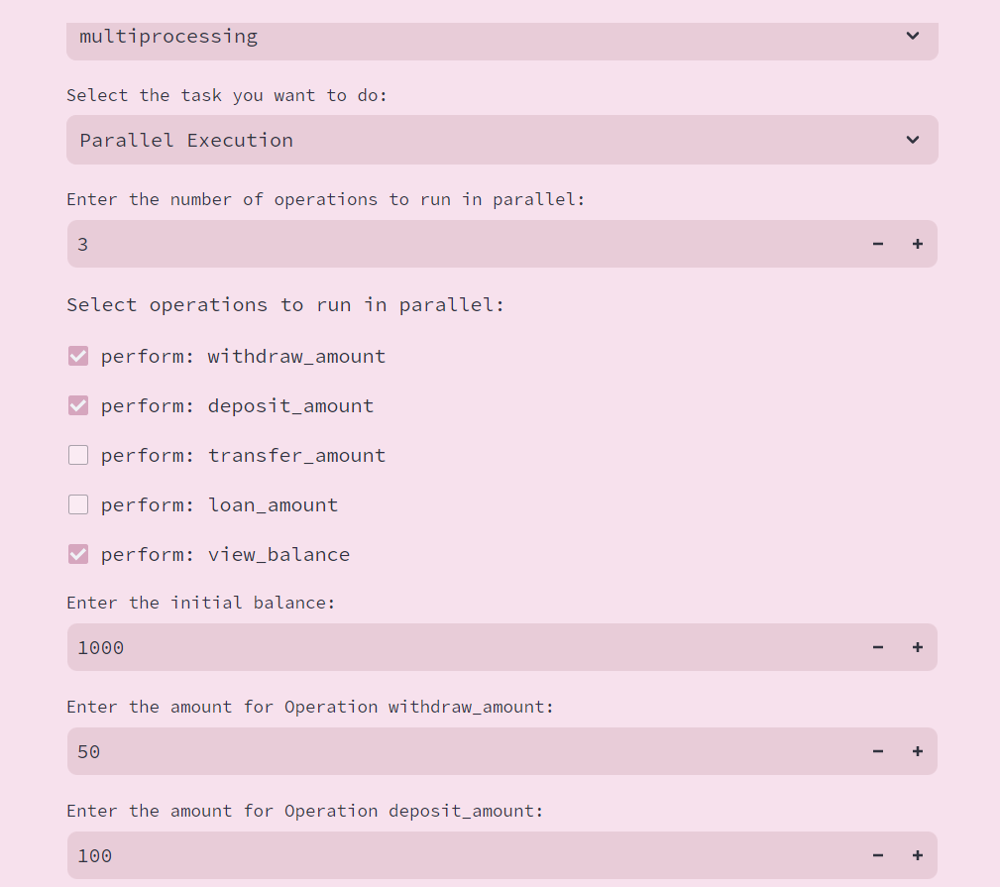 multiprocessing
Select the task you want to do:
Parallel Execution
Enter the number of operations to run in parallel:
3
Select operations to run in parallel:
perform: withdraw_amount
perform: deposit_amount
perform: transfer_amount
perform: loan_amount
perform: view_balance
Enter the initial balance:
1000
Enter the amount for Operation withdraw_amount:
50
Enter the amount for Operation deposit_amount:
100